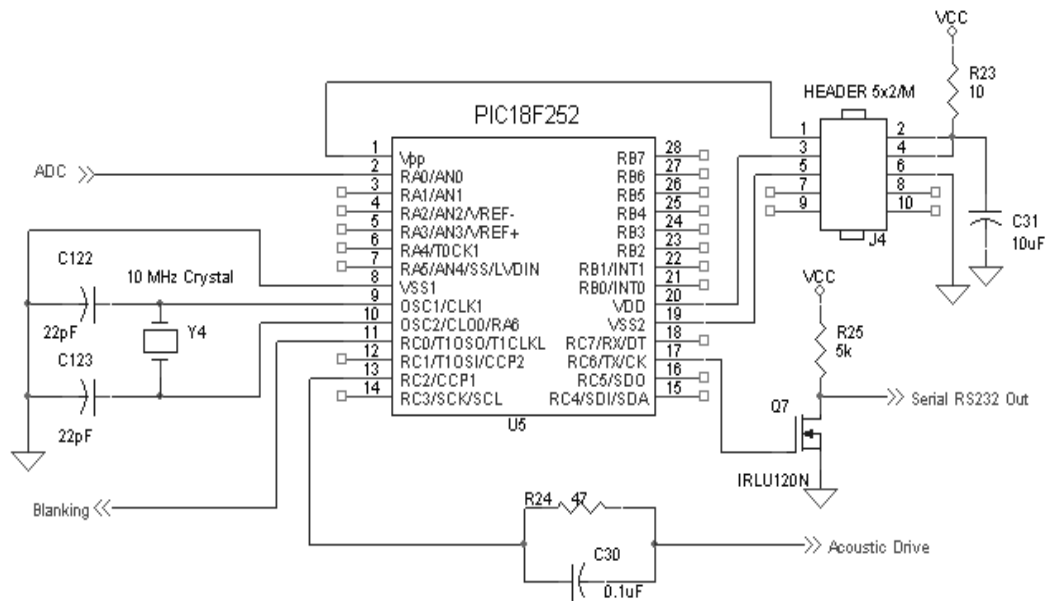 VCC
R23
10
HEADER 5x2/M
PIC18F252
1
2
3
4
5
6
7
8
9
10
J4
C31
10uF
ADC
1 Vpp
2 RA0/AN0
3 RA1/AN1
4 RA2/AN2/VREF-
5 RA3/AN3/VREF+
6 RA4/T0CK1
7 RA5/AN4/SS/LVDIN
8 VSS1
9 OSC1/CLK1
10 OSC2/CLO0/RA6
11 RC0/T1OSO/T1CLKL
12 RC1/T1OSI/CCP2
13 RC2/CCP1
14 RC3/SCK/SCL
RB7 28
RB6 27
RB5 26
RB4 25
RB3 24
RB2 23
RB1/INT1 22
RB0/INT0 21
VDD 20
VSS2 19
RC7/RX/DT 18
RC6/TX/CK 17
RC5/SDO 16
RC4/SDI/SDA 15
U5
C122
22pF
10 MHz Crystal
Y4
C123
22pF
VCC
R25
5k
Serial RS232 Out
Q7
IRLU120N
Blanking
R24 47
C30
0.1uF
Acoustic Drive